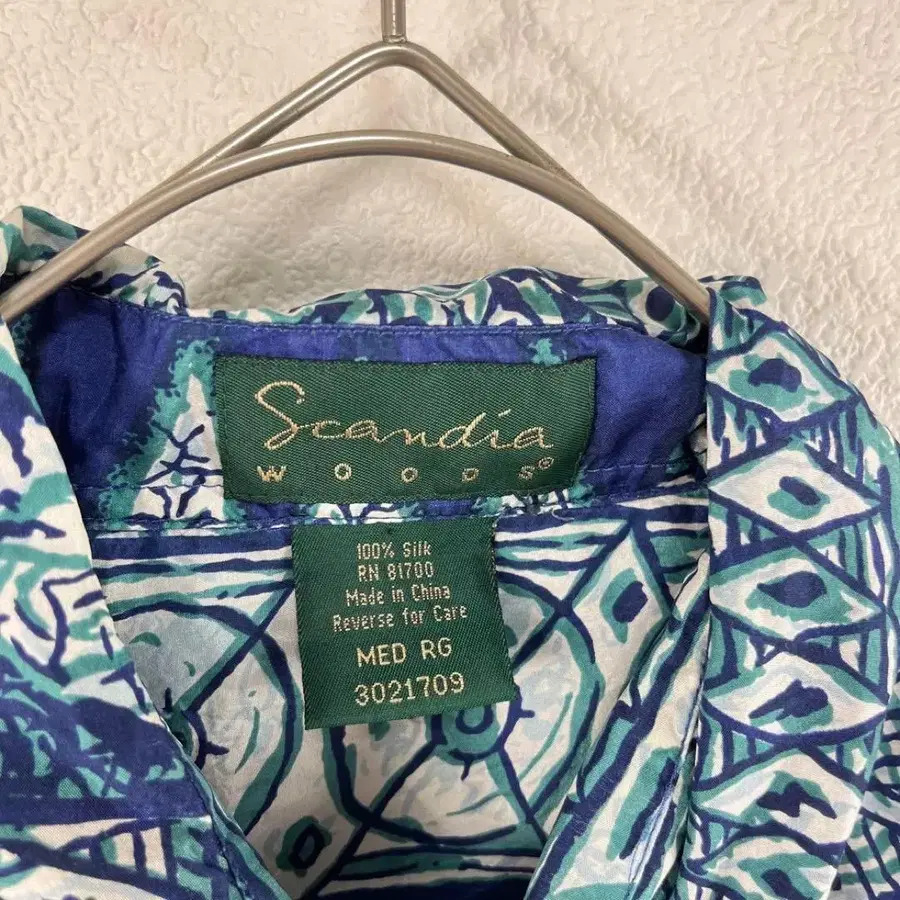 Scandia
WOODS®
100% Silk
RN 81700
Made in China
Reverse for Care
MED RG
3021709